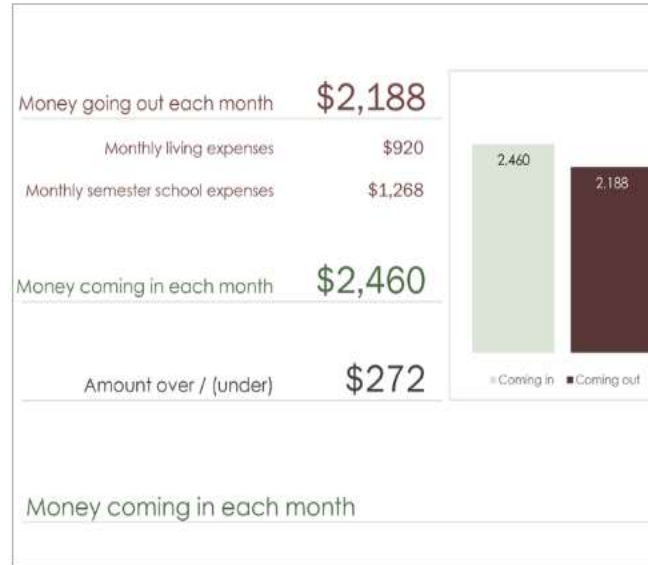 Money going out each month $2,188
Monthly living expenses $920
Monthly semester school expenses $1,268
Money coming in each month $2,460
Amount over / (under) $272
2.460
2.188
Coming in Coming out
Money coming in each month